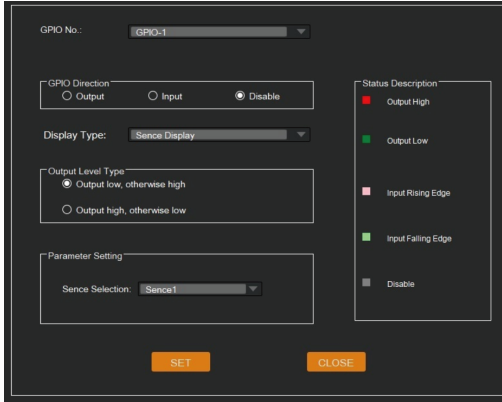 GPIO No.:
GPIO-1
GPIO Direction
Output
Input
Disable
Display Type:
Sence Display
Output Level Type
Output low, otherwise high
Output high, otherwise low
Parameter Setting
Sence Selection:
Sence1
Status Description
Output High
Output Low
Input Rising Edge
Input Falling Edge
Disable
SET
CLOSE